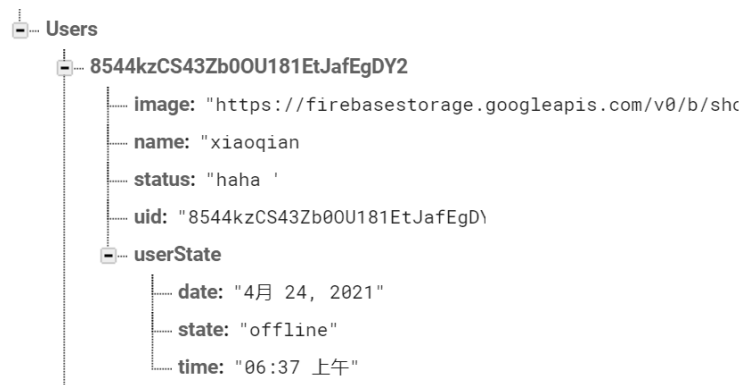 Users
8544kzCS43Zb0OU181EtJafEgDY2
image: "https://firebasestorage.googleapis.com/v0/b/sho
name: "xiaoqian
status: "haha '
uid: "8544kzCS43Zb0OU181EtJafEgD
userState
date: "4月 24, 2021"
state: "offline"
time: "06:37 上午"